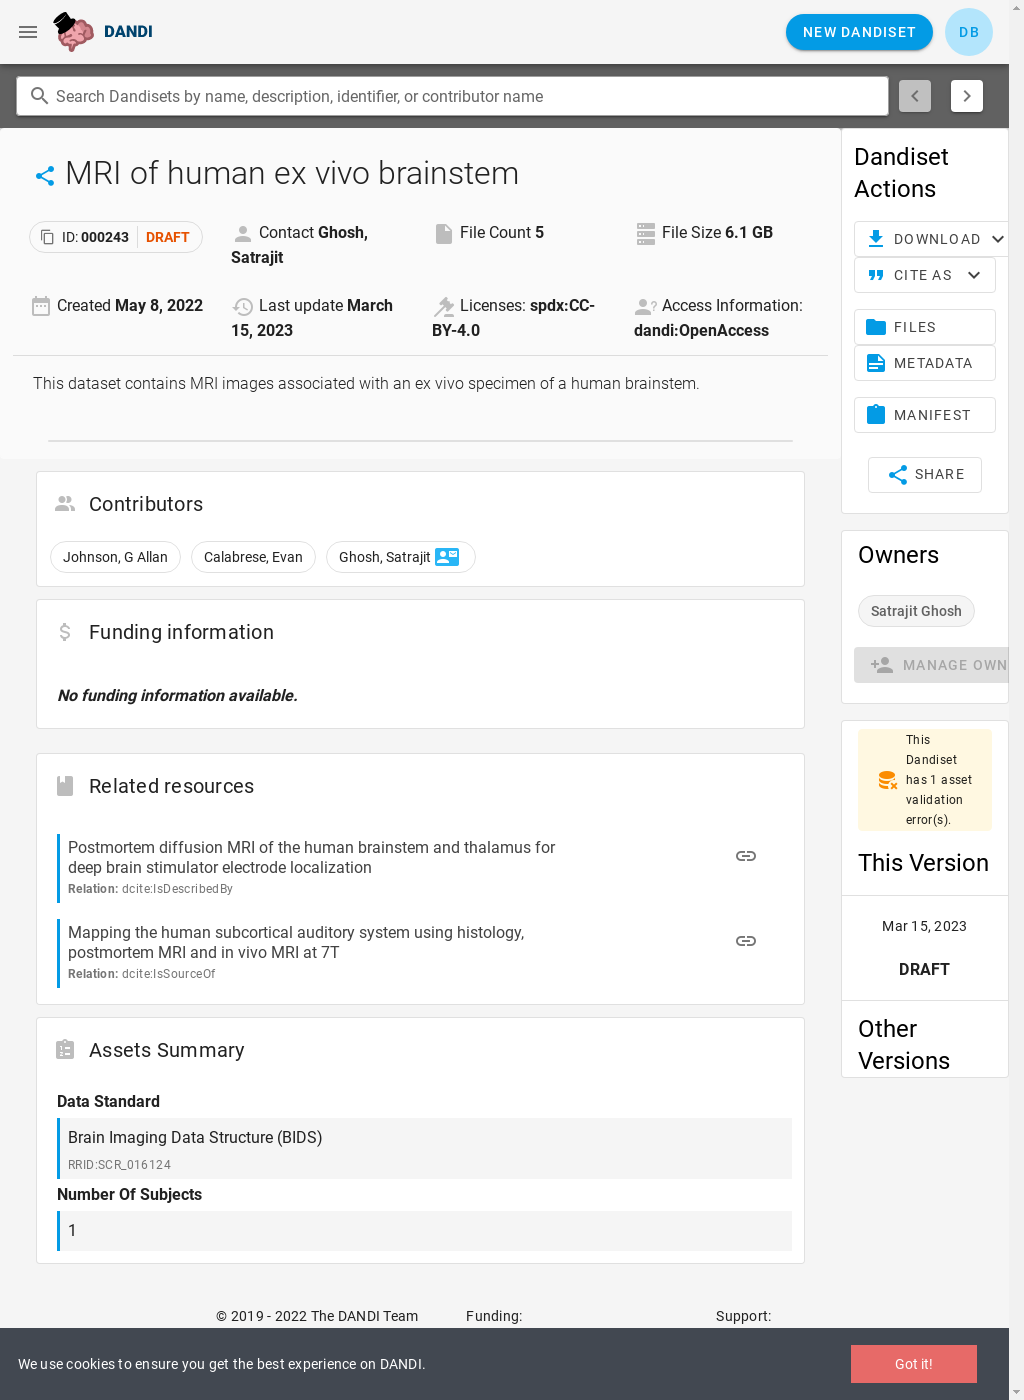 DANDI
NEW DANDISET
DB
Search Dandisets by name, description, identifier, or contributor name
MRI of human ex vivo brainstem
ID: 000243 DRAFT
Contact Ghosh,
Satrajit
File Count 5
File Size 6.1 GB
Created May 8, 2022
Last update March
15, 2023
Licenses: spdx:CC-
BY-4.0
Access Information:
dandi:OpenAccess
This dataset contains MRI images associated with an ex vivo specimen of a human brainstem.
Contributors
Johnson, G Allan
Calabrese, Evan
Ghosh, Satrajit
Funding information
No funding information available.
Related resources
Postmortem diffusion MRI of the human brainstem and thalamus for
deep brain stimulator electrode localization
Relation: dcite:IsDescribedBy
Mapping the human subcortical auditory system using histology,
postmortem MRI and in vivo MRI at 7T
Relation: dcite:IsSourceOf
Assets Summary
Data Standard
Brain Imaging Data Structure (BIDS)
RRID:SCR_016124
Number Of Subjects
1
Dandiset
Actions
DOWNLOAD
CITE AS
FILES
METADATA
MANIFEST
SHARE
Owners
Satrajit Ghosh
MANAGE OWN
This
Dandiset
has 1 asset
validation
error(s).
This Version
Mar 15, 2023
DRAFT
Other
Versions
© 2019 - 2022 The DANDI Team
Funding:
Support:
We use cookies to ensure you get the best experience on DANDI.
Got it!